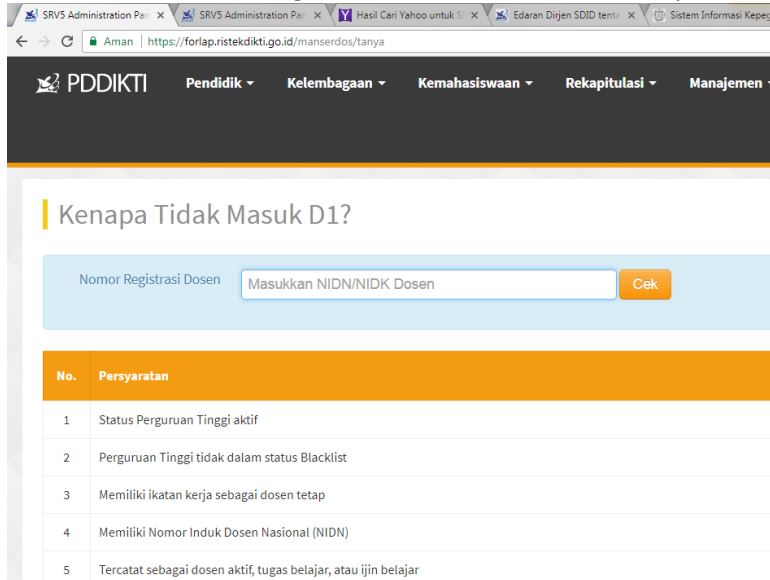 SRV5 Administration Pan
SRV5 Administration Pan
Hasil Cari Yahoo untuk S
Edaran Dirjen SDID tenta
Sistem Informasi Kepeg
Aman | https://forlap.ristekdikti.go.id/manserdos/tanya
PDDIKTI Pendidik Kelembagaan Kemahasiswaan Rekapitulasi Manajemen
Kenapa Tidak Masuk D1?
Nomor Registrasi Dosen Masukkan NIDN/NIDK Dosen Cek
No. Persyaratan
1 Status Perguruan Tinggi aktif
2 Perguruan Tinggi tidak dalam status Blacklist
3 Memiliki ikatan kerja sebagai dosen tetap
4 Memiliki Nomor Induk Dosen Nasional (NIDN)
5 Tercatat sebagai dosen aktif, tugas belajar, atau ijin belajar